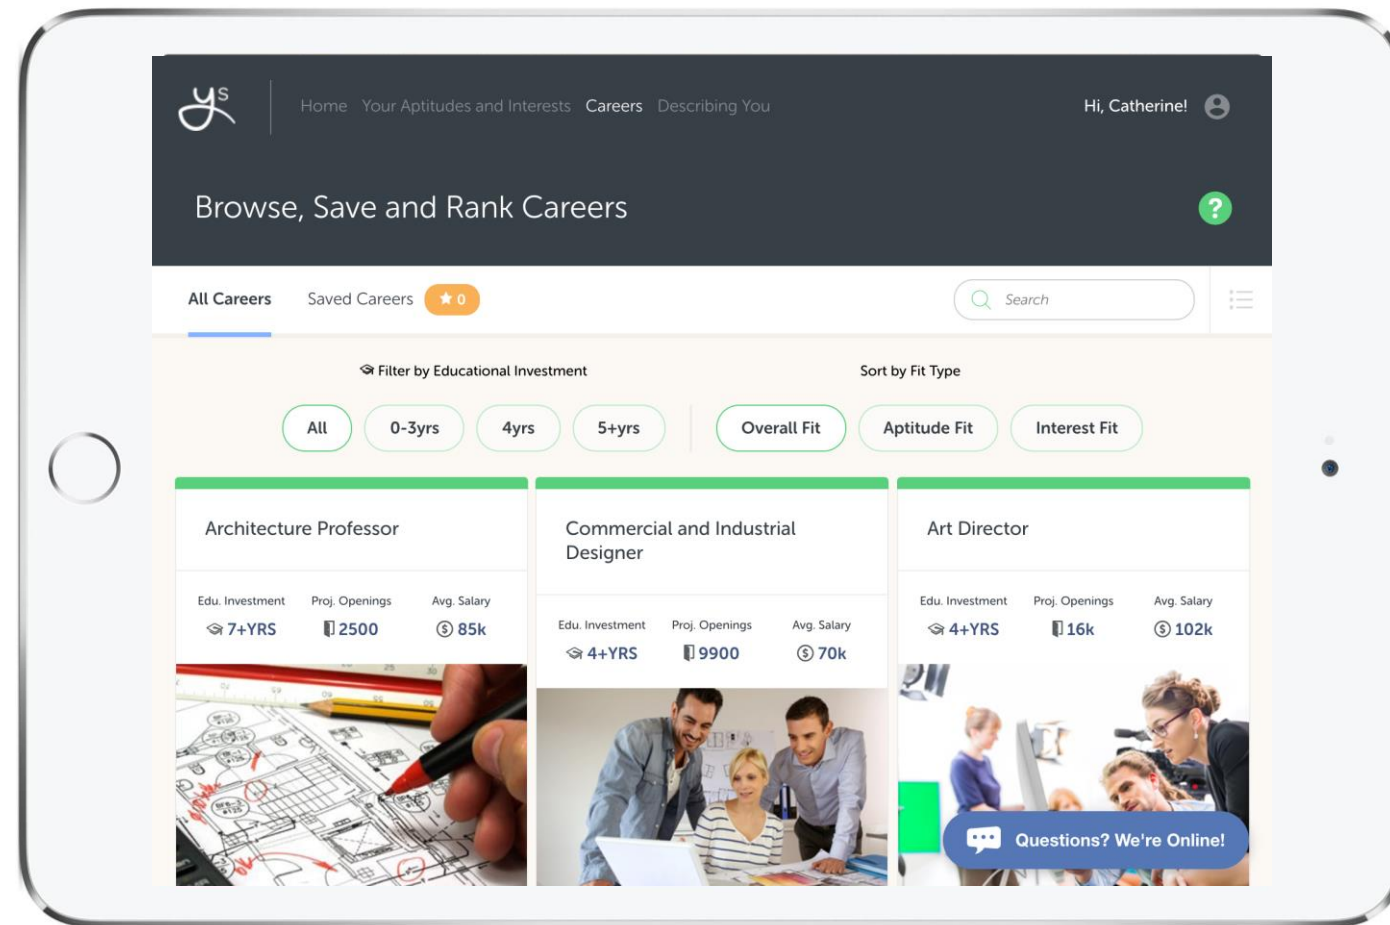 ys
Home Your Aptitudes and Interests Careers Describing You
Hi, Catherine!
Browse, Save and Rank Careers
?
All Careers
Saved Careers
0
Search
Filter by Educational Investment
Sort by Fit Type
All
0-3yrs
4yrs
5+yrs
Overall Fit
Aptitude Fit
Interest Fit
Architecture Professor
Edu. Investment Proj. Openings Avg. Salary
7+YRS 2500 85k
Commercial and Industrial
Designer
Edu. Investment Proj. Openings Avg. Salary
4+YRS 9900 70k
Art Director
Edu. Investment Proj. Openings Avg. Salary
4+YRS 16k 102k
Questions? We're Online!